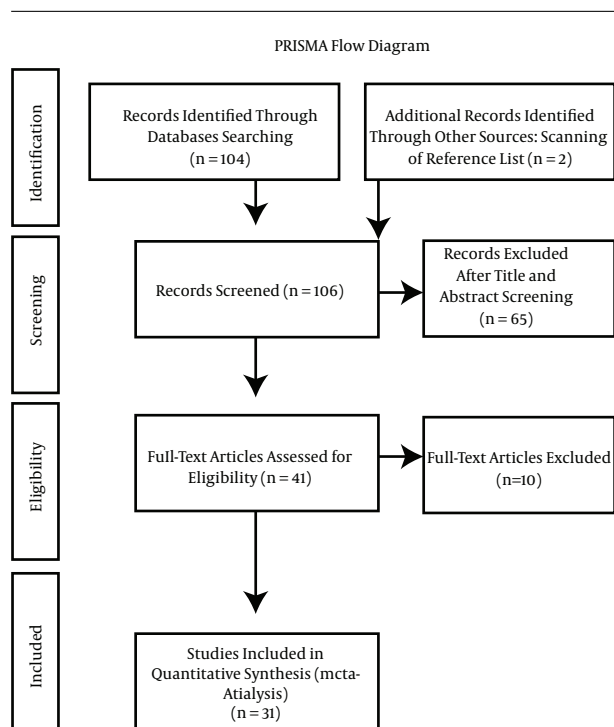 PRISMA Flow Diagram
Identification
Records Identified Through
Databases Searching
(n = 104)
Additional Records Identified
Through Other Sources: Scanning
of Reference List (n = 2)
Screening
Records Screened (n = 106)
Records Excluded
After Title and
Abstract Screening
(n = 65)
Eligibility
Full-Text Articles Assessed for
Eligibility (n = 41)
Full-Text Articles Excluded
(n=10)
Included
Studies Included in
Quantitative Synthesis (mcta-
Atialysis)
(n = 31)